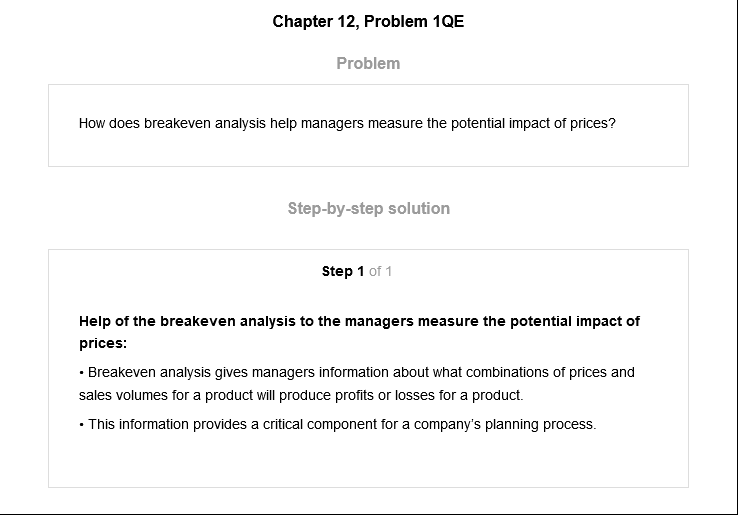 Chapter 12, Problem 1QE
Problem
How does breakeven analysis help managers measure the potential impact of prices?
Step-by-step solution
Step 1 of 1
Help of the breakeven analysis to the managers measure the potential impact of
prices:
• Breakeven analysis gives managers information about what combinations of prices and
sales volumes for a product will produce profits or losses for a product.
• This information provides a critical component for a company's planning process.